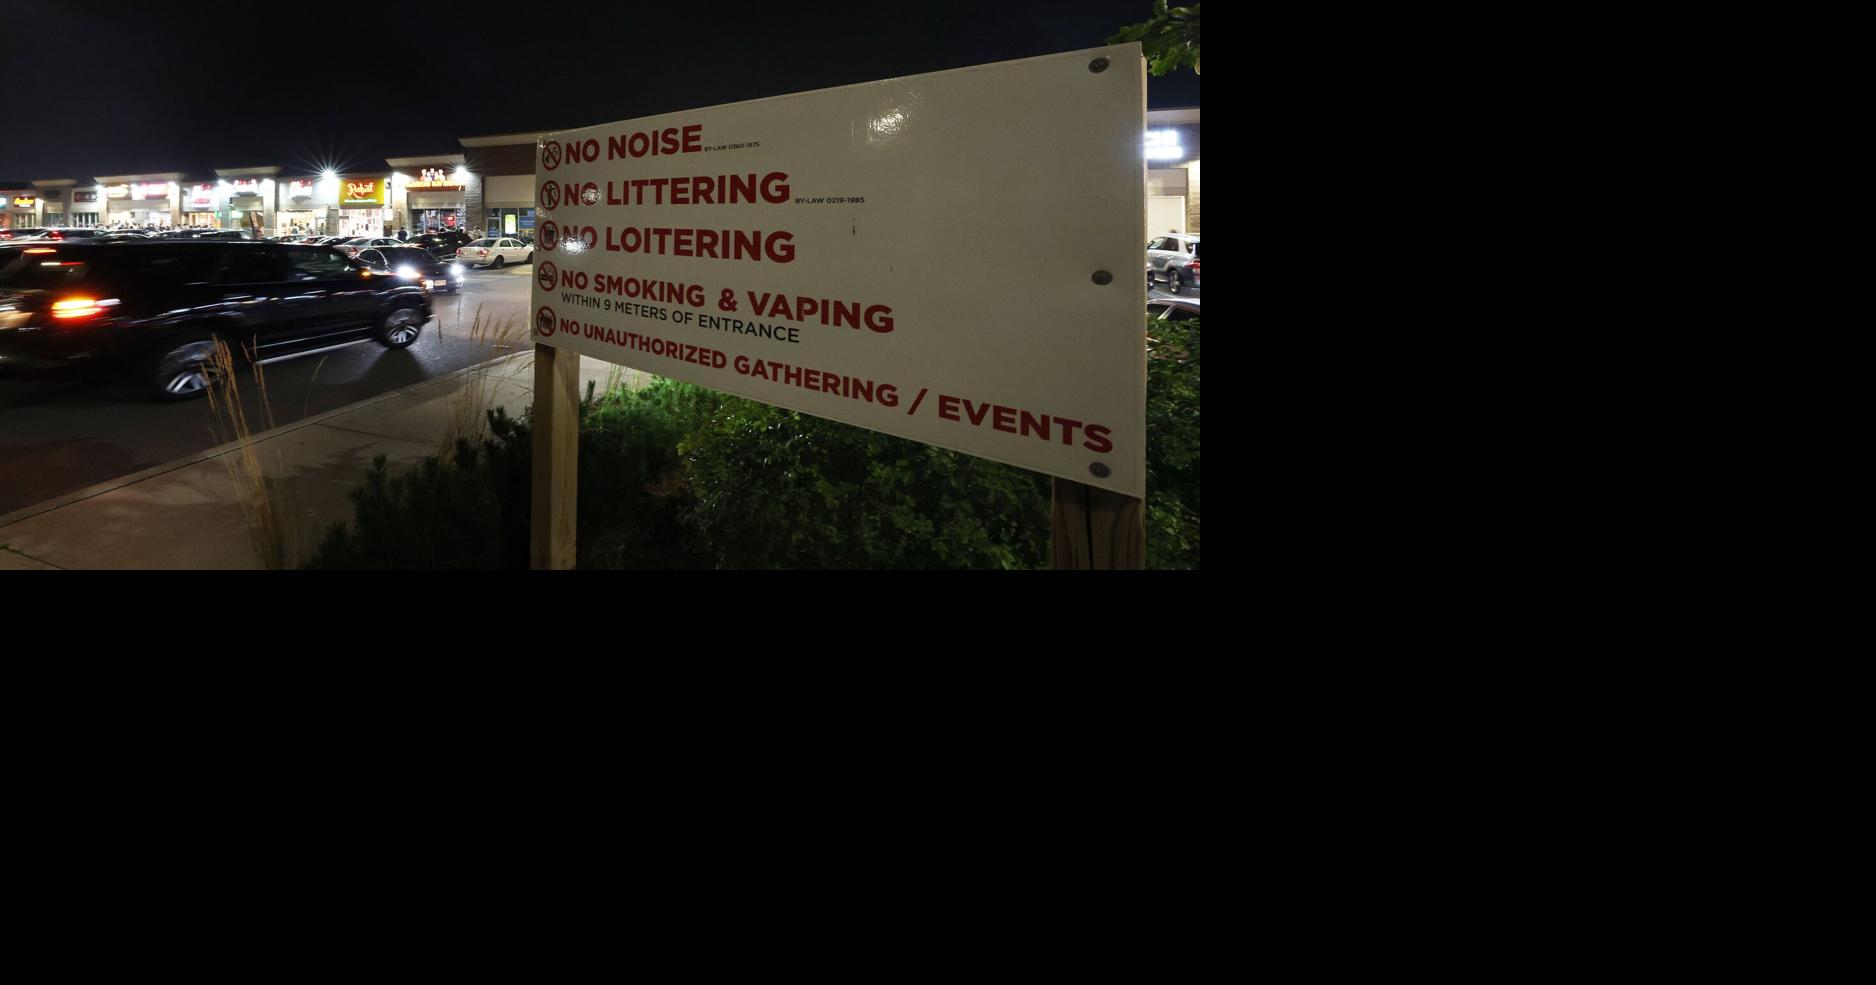 NO NOISE BY-LAW 0360-1975
NO LITTERING BY-LAW 0219-1985
NO LOITERING
NO SMOKING & VAPING
WITHIN 9 METERS OF ENTRANCE
NO UNAUTHORIZED GATHERING / EVENTS